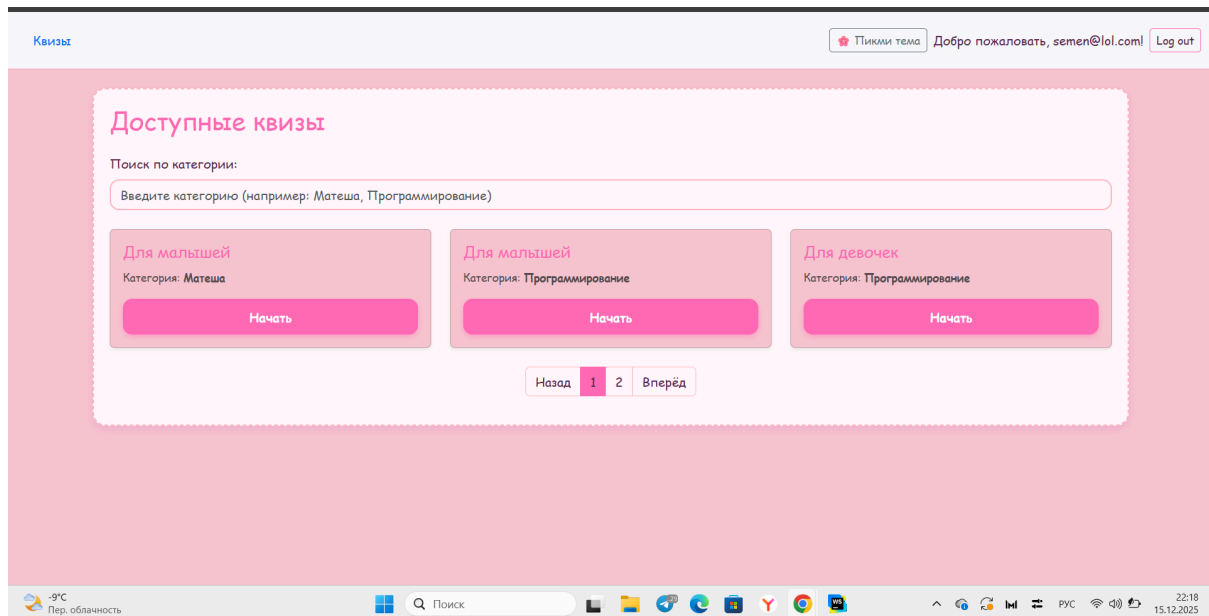 Квизы
🌸 Пикми тема Добро пожаловать, semen@lol.com! Log out
Доступные квизы
Поиск по категории:
Введите категорию (например: Матеша, Программирование)
Для малышей
Категория: Матеша
Начать
Для малышей
Категория: Программирование
Начать
Для девочек
Категория: Программирование
Начать
Назад 1 2 Вперёд
-9°C
Пер. облачность
Поиск
РУС
22:18
15.12.2025